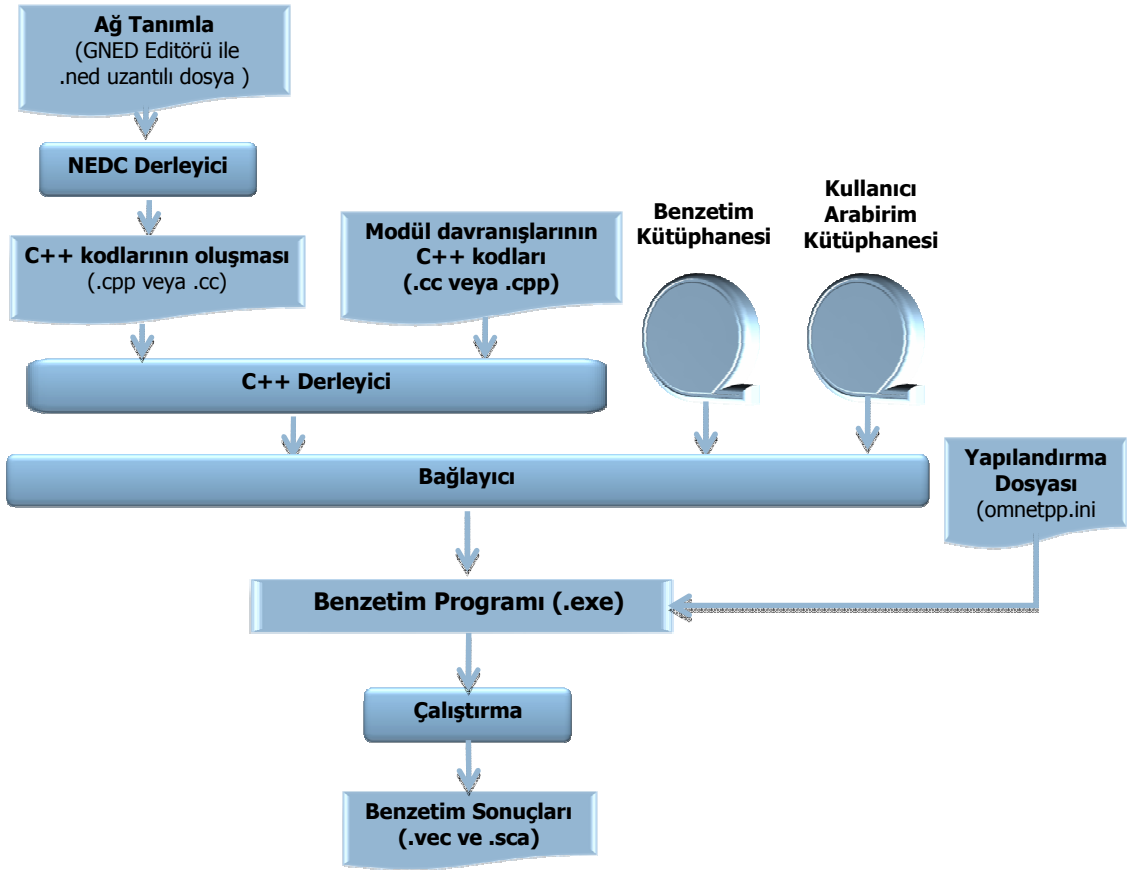 Ağ Tanımla
(GNED Editörü ile
.ned uzantılı dosya )
NEDC Derleyici
C++ kodlarının oluşması
(.cpp veya .cc)
Modül davranışlarının
C++ kodları
(.cc veya .cpp)
Benzetim
Kütüphanesi
Kullanıcı
Arabirim
Kütüphanesi
C++ Derleyici
Bağlayıcı
Yapılandırma
Dosyası
(omnetpp.ini
Benzetim Programı (.exe)
Çalıştırma
Benzetim Sonuçları
(.vec ve .sca)